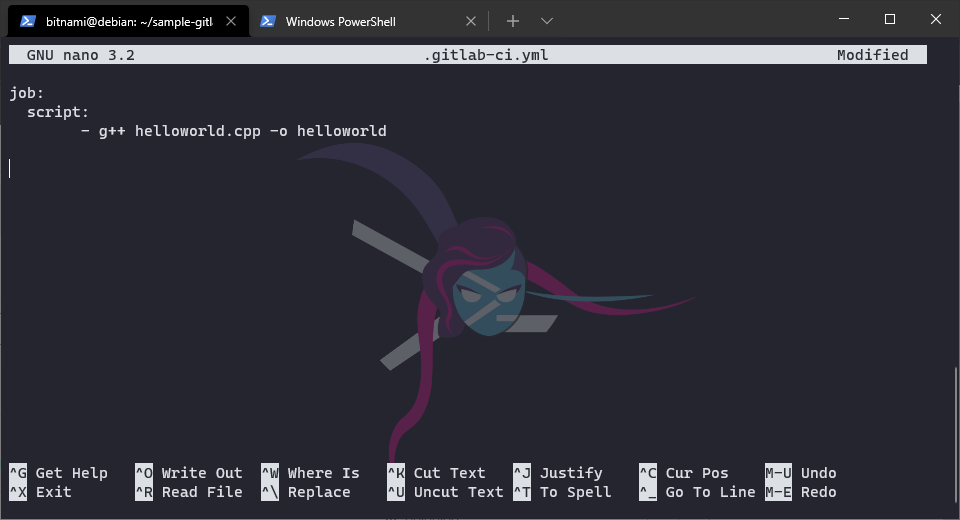 bitnami@debian: ~/sample-gitl
Windows PowerShell
GNU nano 3.2 .gitlab-ci.yml Modified
job:
script:
- g++ helloworld.cpp -o helloworld
^G Get Help ^O Write Out ^W Where Is ^K Cut Text ^J Justify ^C Cur Pos M-U Undo
^X Exit ^R Read File ^\ Replace ^U Uncut Text ^T To Spell ^_ Go To Line M-E Redo